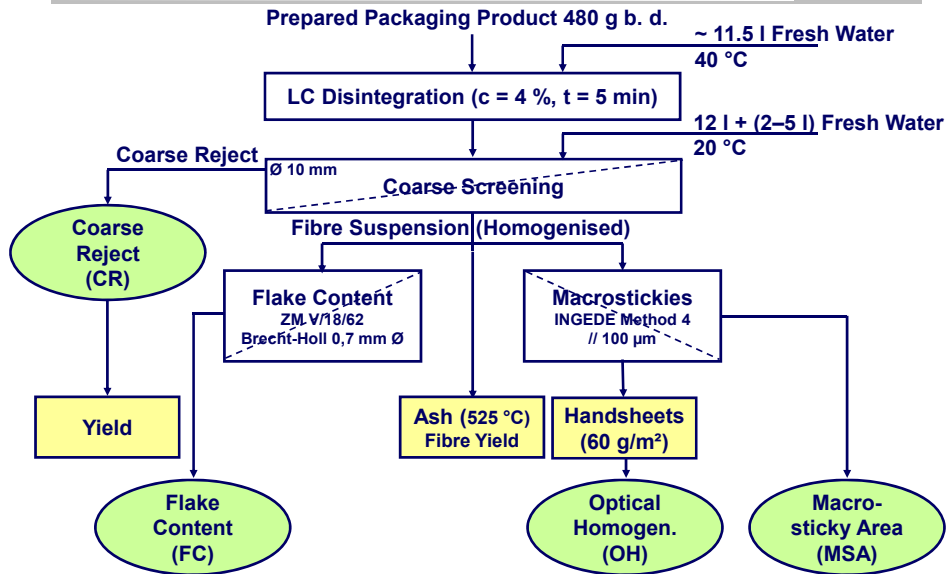 Prepared Packaging Product 480 g b. d.
~ 11.5 l Fresh Water
40 °C
LC Disintegration (c = 4 %, t = 5 min)
12 l + (2–5 l) Fresh Water
20 °C
Coarse Reject
Ø 10 mm
Coarse Screening
Fibre Suspension (Homogenised)
Coarse
Reject
(CR)
Flake Content
ZM V/18/62
Brecht-Holl 0,7 mm Ø
Macrostickies
INGEDE Method 4
// 100 µm
Yield
Ash (525 °C)
Fibre Yield
Handsheets
(60 g/m²)
Flake
Content
(FC)
Optical
Homogen.
(OH)
Macro-
sticky Area
(MSA)